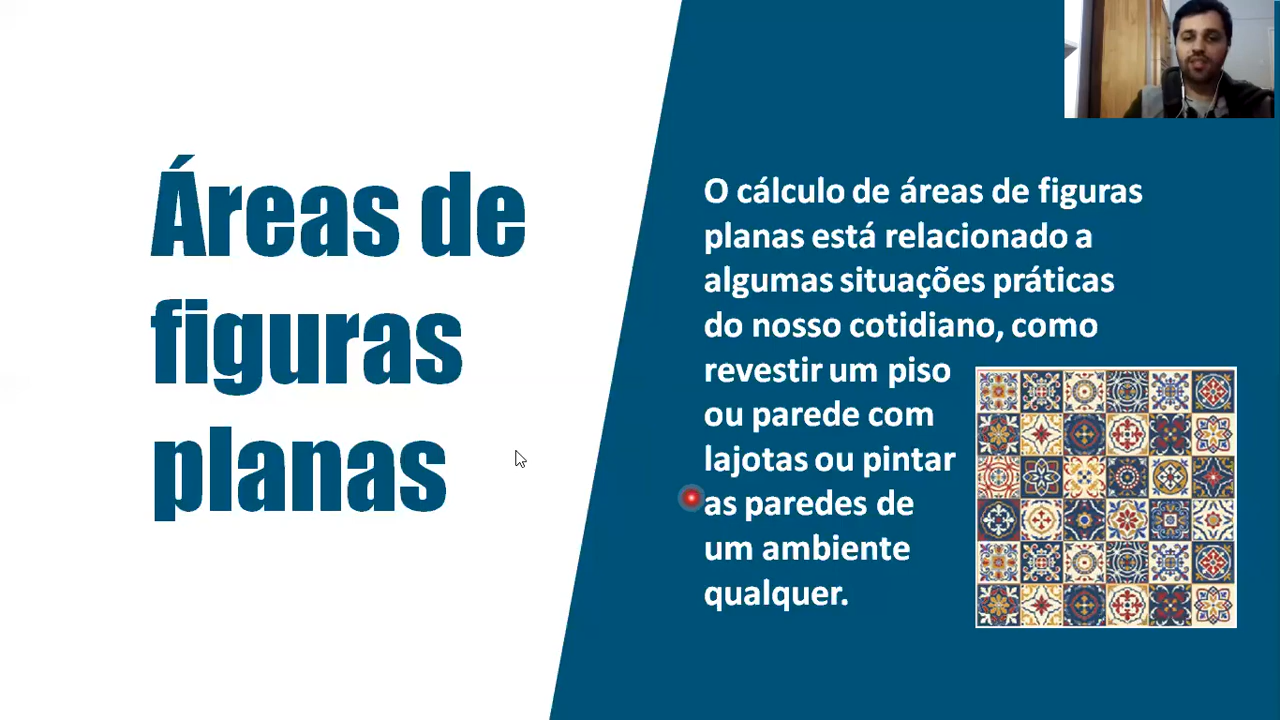 Áreas de
figuras
planas
O cálculo de áreas de figuras
planas está relacionado a
algumas situações práticas
do nosso cotidiano, como
revestir um piso
ou parede com
lajotas ou pintar
as paredes de
um ambiente
qualquer.